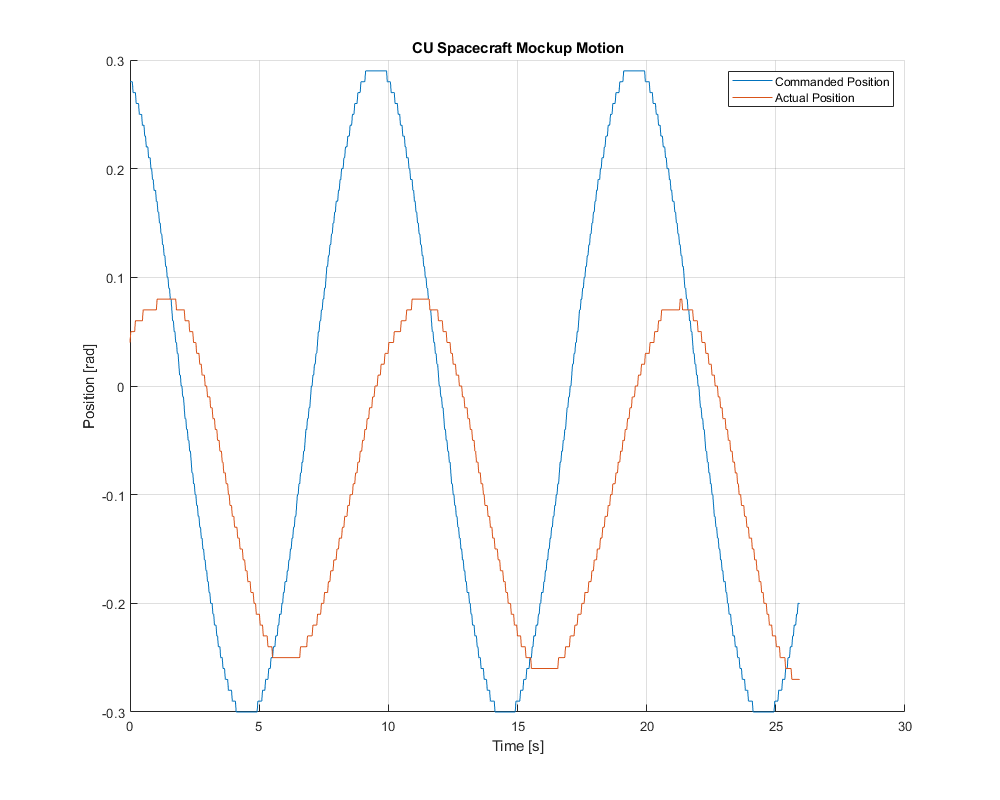 CU Spacecraft Mockup Motion
Commanded Position
Actual Position
0.3
0.2
0.1
0
-0.1
-0.2
-0.3
Position [rad]
0 5 10 15 20 25 30
Time [s]